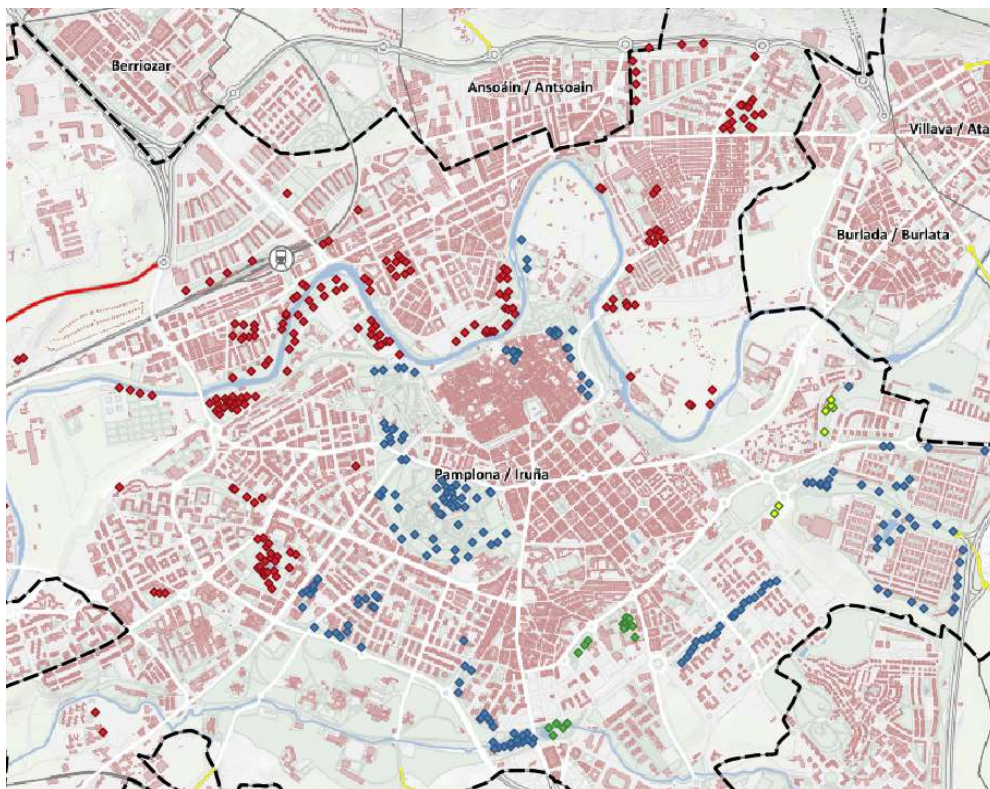 Berriozar
Ansoáin / Antsoain
Villava / Ata
Burlada / Burlata
Pamplona / Iruña